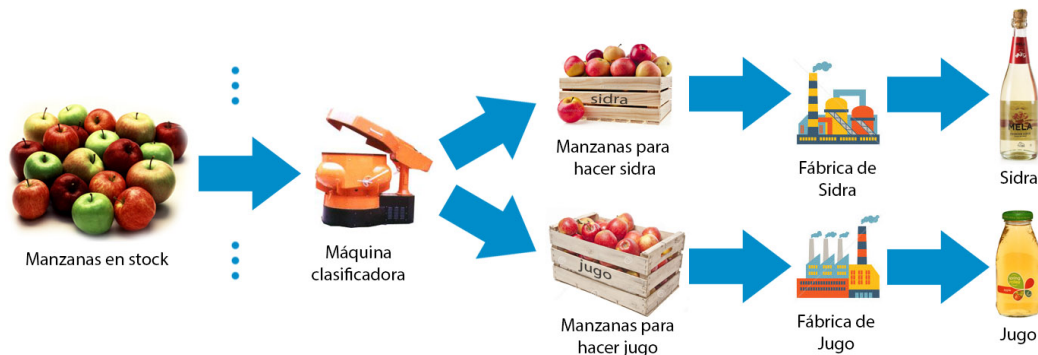 Manzanas en stock
Máquina
clasificadora
sidra
Manzanas para
hacer sidra
Fábrica de
Sidra
MELA
Sidra
jugo
Manzanas para
hacer jugo
Fábrica de
Jugo
Jugo